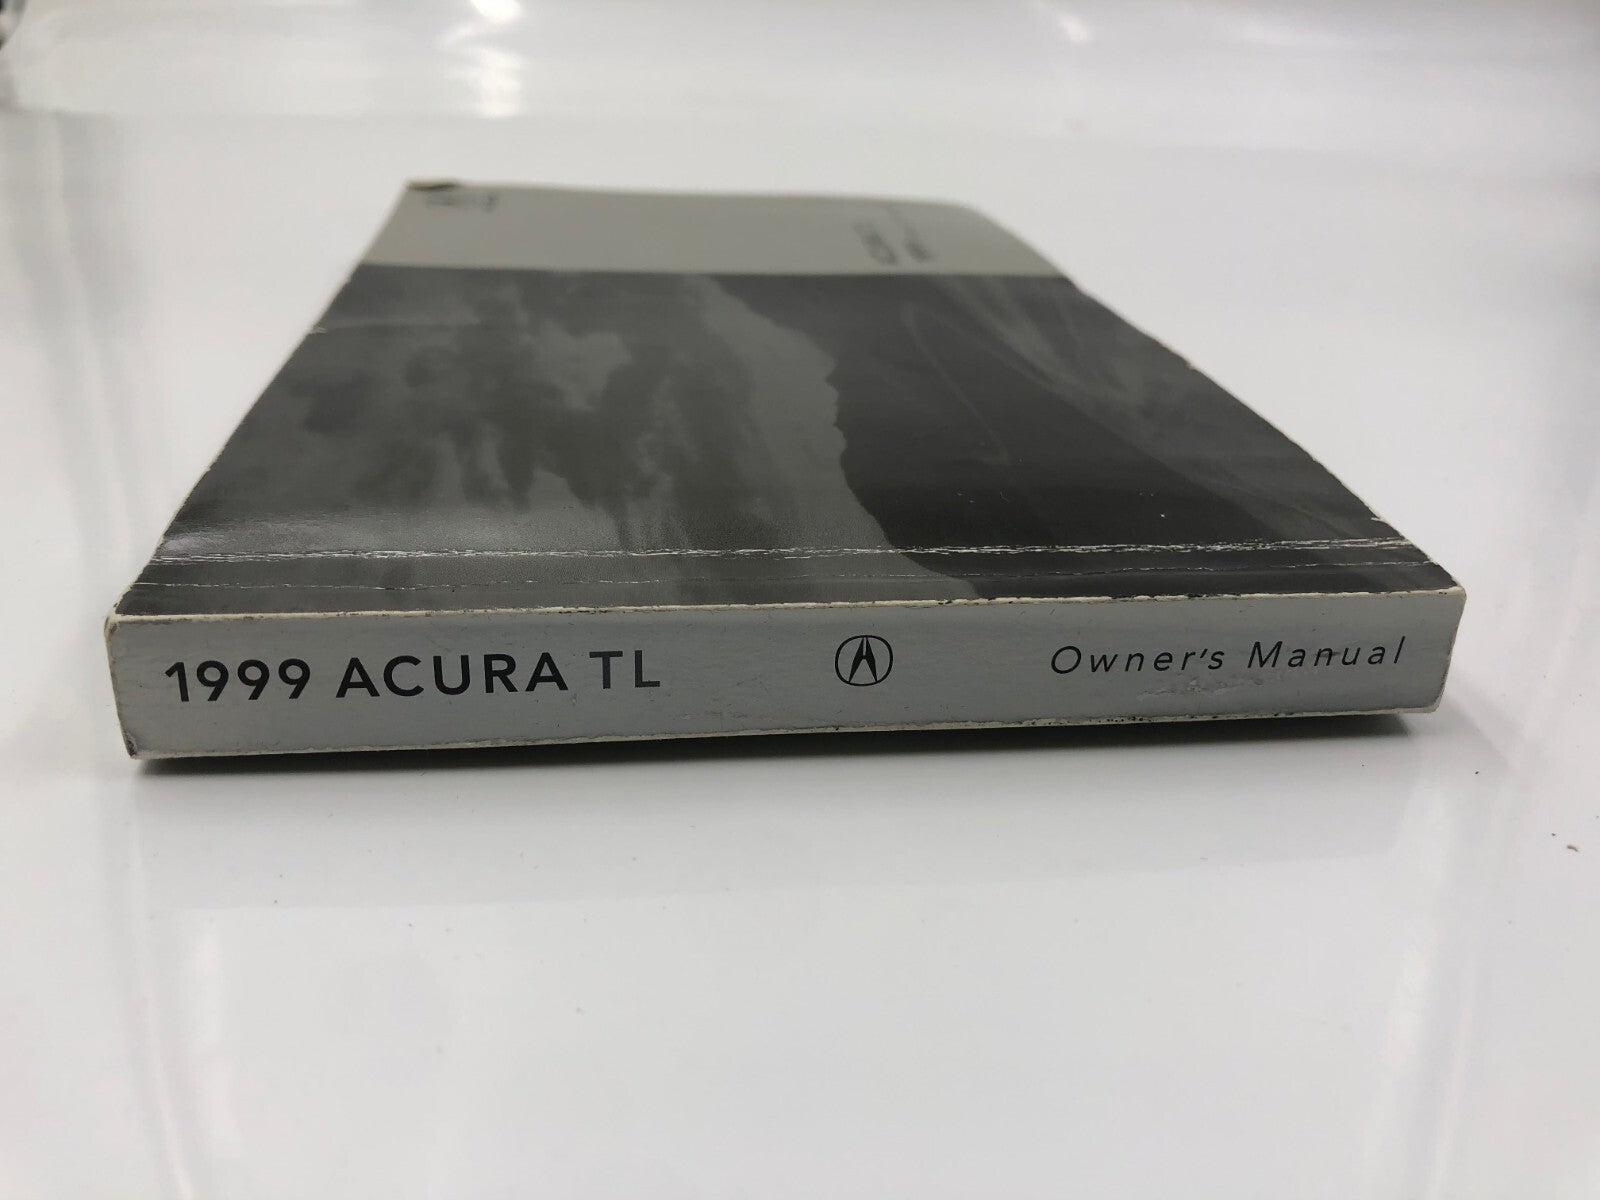 1999 ACURA TL Owner's Manual